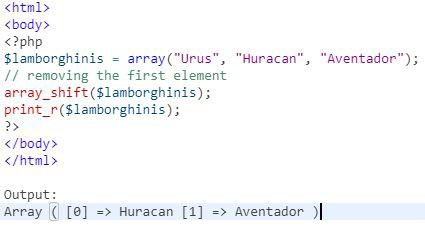 <html>
<body>
<?php
$lamborghinis = array("Urus", "Huracan", "Aventador");
// removing the first element
array_shift($lamborghinis);
print_r($lamborghinis);
?>
</body>
</html>
Output:
Array ( [0] => Huracan [1] => Aventador )